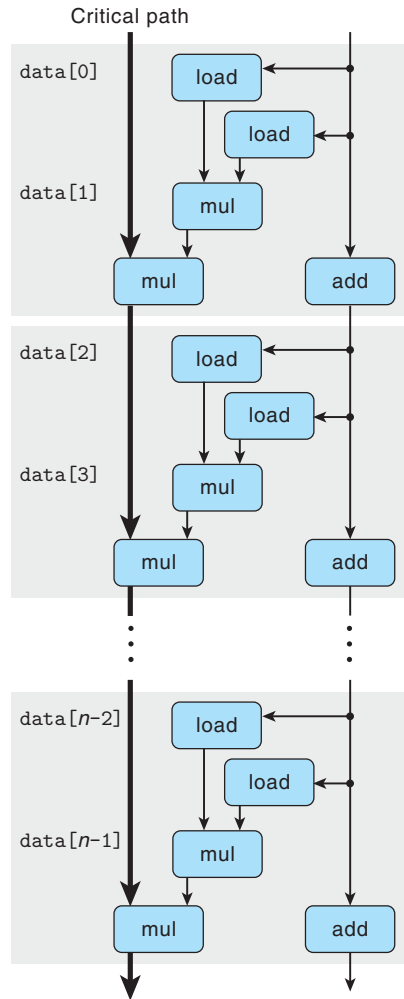 Critical path
data[0]
load
load
data[1]
mul
mul add
data[2]
load
load
data[3]
mul
mul add
data[n-2]
load
load
data[n-1]
mul
mul add